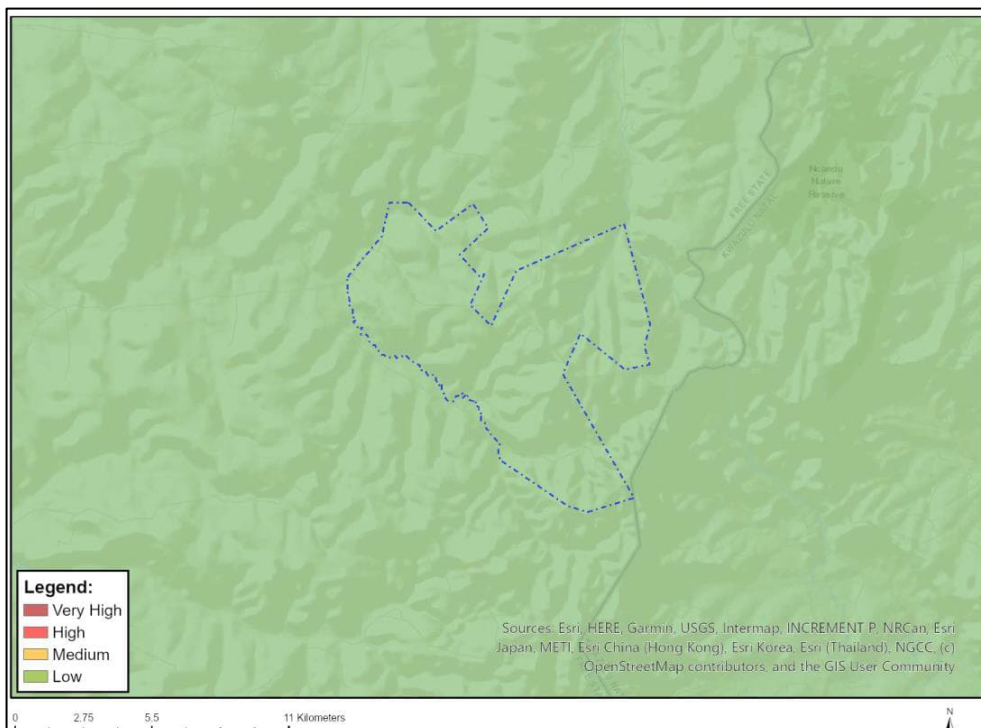 Ncandu
Nature
Reserve
FREE STATE
KWAZULU-NATAL
Legend:
Very High
High
Medium
Low
Sources: Esri, HERE, Garmin, USGS, Intermap, INCREMENT P, NRCan, Esri
Japan, METI, Esri China (Hong Kong), Esri Korea, Esri (Thailand), NGCC, (c)
OpenStreetMap contributors, and the GIS User Community
0 2.75 5.5 11 Kilometers
N